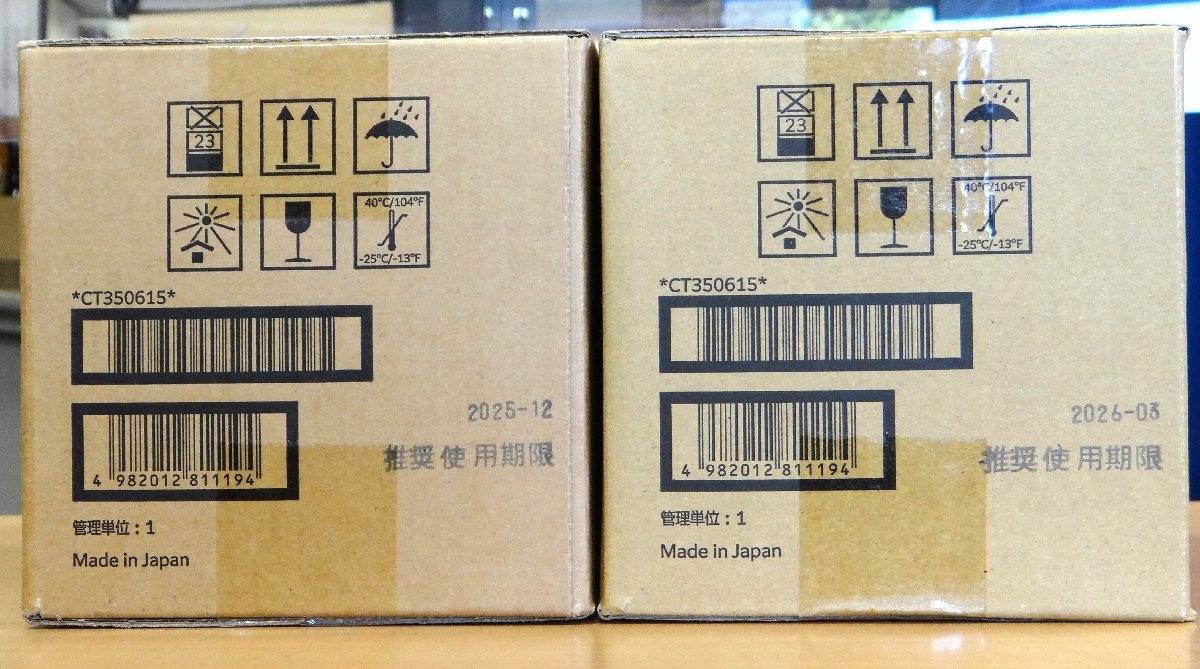 23
40°C/104°F
-25°C/-13°F
*CT350615*
2025-12
推奨使用期限
4 982012 811194
管理単位：1
Made in Japan
23
40°C/104°F
-25°C/-13°F
*CT350615*
2026-03
推奨使用期限
4 982012 811194
管理単位：1
Made in Japan